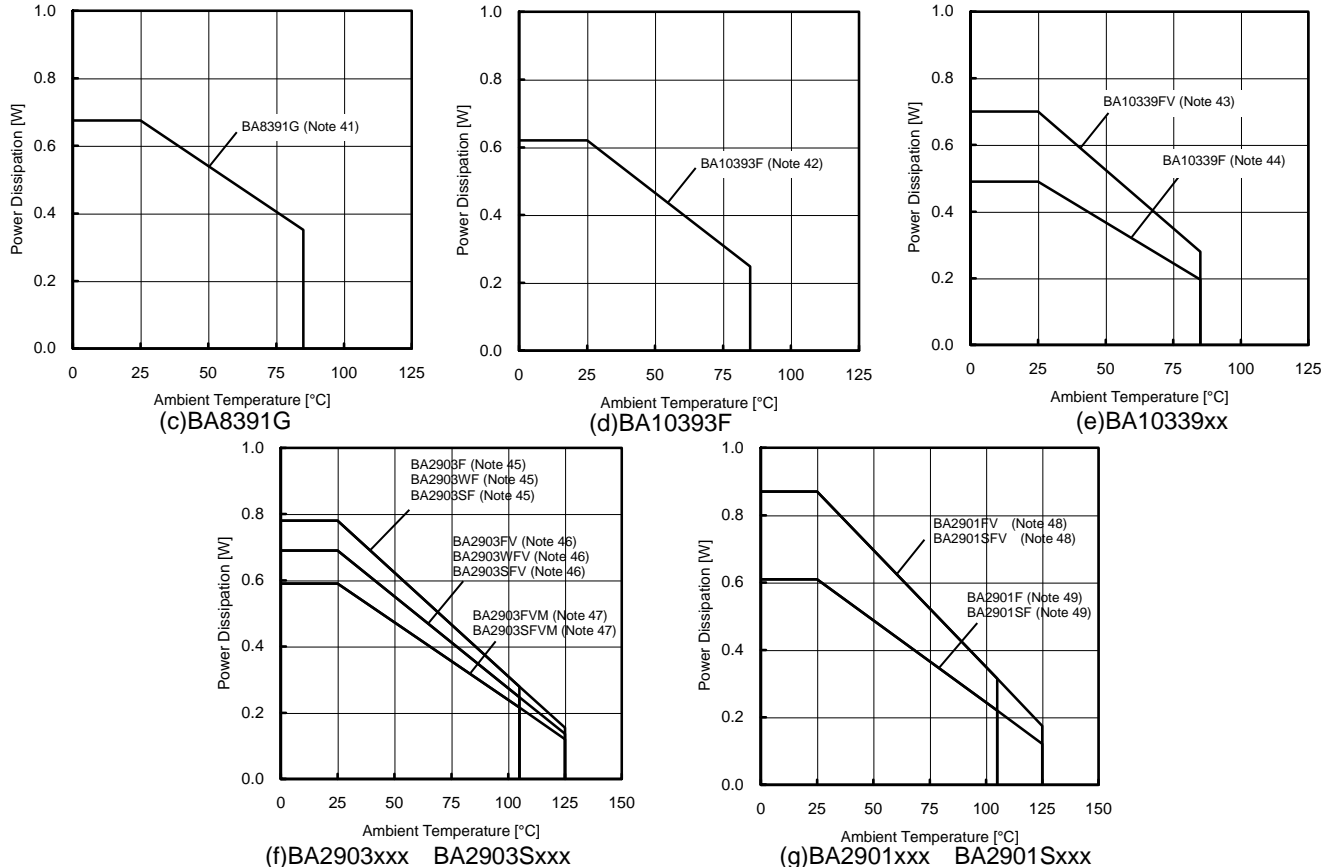 1.0
0.8
0.6
0.4
0.2
0.0
Power Dissipation [W]
BA8391G (Note 41)
0 25 50 75 100 125
Ambient Temperature [°C]
(c)BA8391G
1.0
0.8
0.6
0.4
0.2
0.0
Power Dissipation [W]
BA10393F (Note 42)
0 25 50 75 100 125
Ambient Temperature [°C]
(d)BA10393F
1.0
0.8
0.6
0.4
0.2
0.0
Power Dissipation [W]
BA10339FV (Note 43)
BA10339F (Note 44)
0 25 50 75 100 125
Ambient Temperature [°C]
(e)BA10339xx
1.0
0.8
0.6
0.4
0.2
0.0
Power Dissipation [W]
BA2903F (Note 45)
BA2903WF (Note 45)
BA2903SF (Note 45)
BA2903FV (Note 46)
BA2903WFV (Note 46)
BA2903SFV (Note 46)
BA2903FVM (Note 47)
BA2903SFVM (Note 47)
0 25 50 75 100 125 150
Ambient Temperature [°C]
(f)BA2903xxx BA2903Sxxx
1.0
0.8
0.6
0.4
0.2
0.0
Power Dissipation [W]
BA2901FV (Note 48)
BA2901SFV (Note 48)
BA2901F (Note 49)
BA2901SF (Note 49)
0 25 50 75 100 125 150
Ambient Temperature [°C]
(g)BA2901xxx BA2901Sxxx